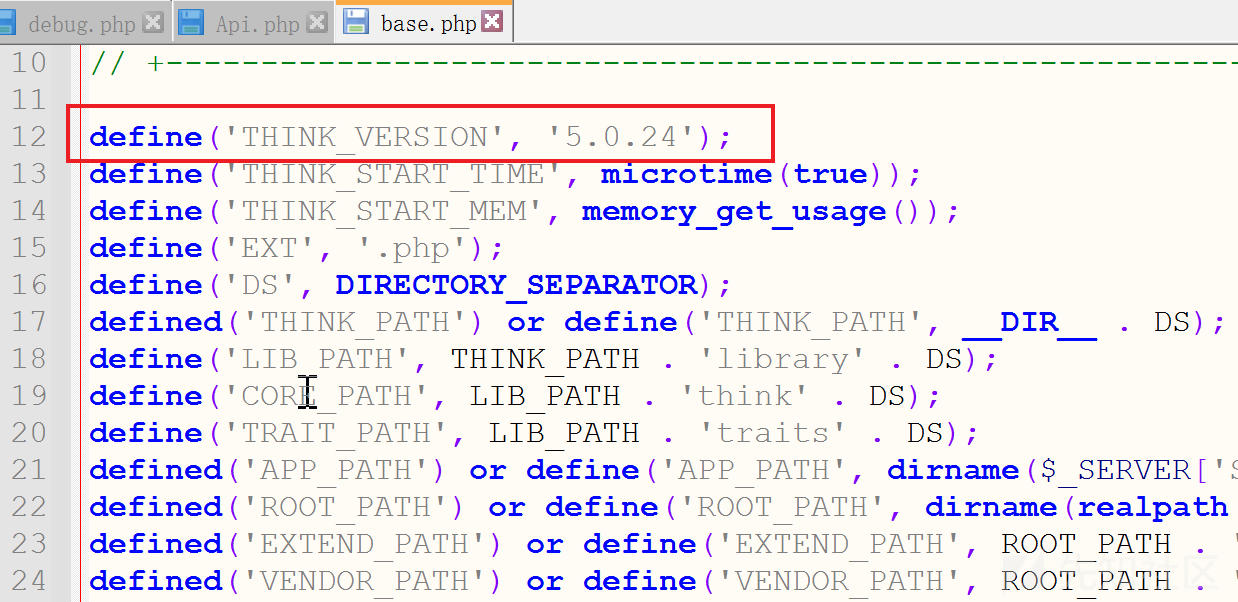 debug.php Api.php base.php
10 // +----------------------------------------------------------
11
12 define('THINK_VERSION', '5.0.24');
13 define('THINK_START_TIME', microtime(true));
14 define('THINK_START_MEM', memory_get_usage());
15 define('EXT', '.php');
16 define('DS', DIRECTORY_SEPARATOR);
17 defined('THINK_PATH') or define('THINK_PATH', __DIR__ . DS);
18 define('LIB_PATH', THINK_PATH . 'library' . DS);
19 define('CORE_PATH', LIB_PATH . 'think' . DS);
20 define('TRAIT_PATH', LIB_PATH . 'traits' . DS);
21 defined('APP_PATH') or define('APP_PATH', dirname($_SERVER['S
22 defined('ROOT_PATH') or define('ROOT_PATH', dirname(realpath
23 defined('EXTEND_PATH') or define('EXTEND_PATH', ROOT_PATH . '
24 defined('VENDOR_PATH') or define('VENDOR_PATH', ROOT_PATH . '